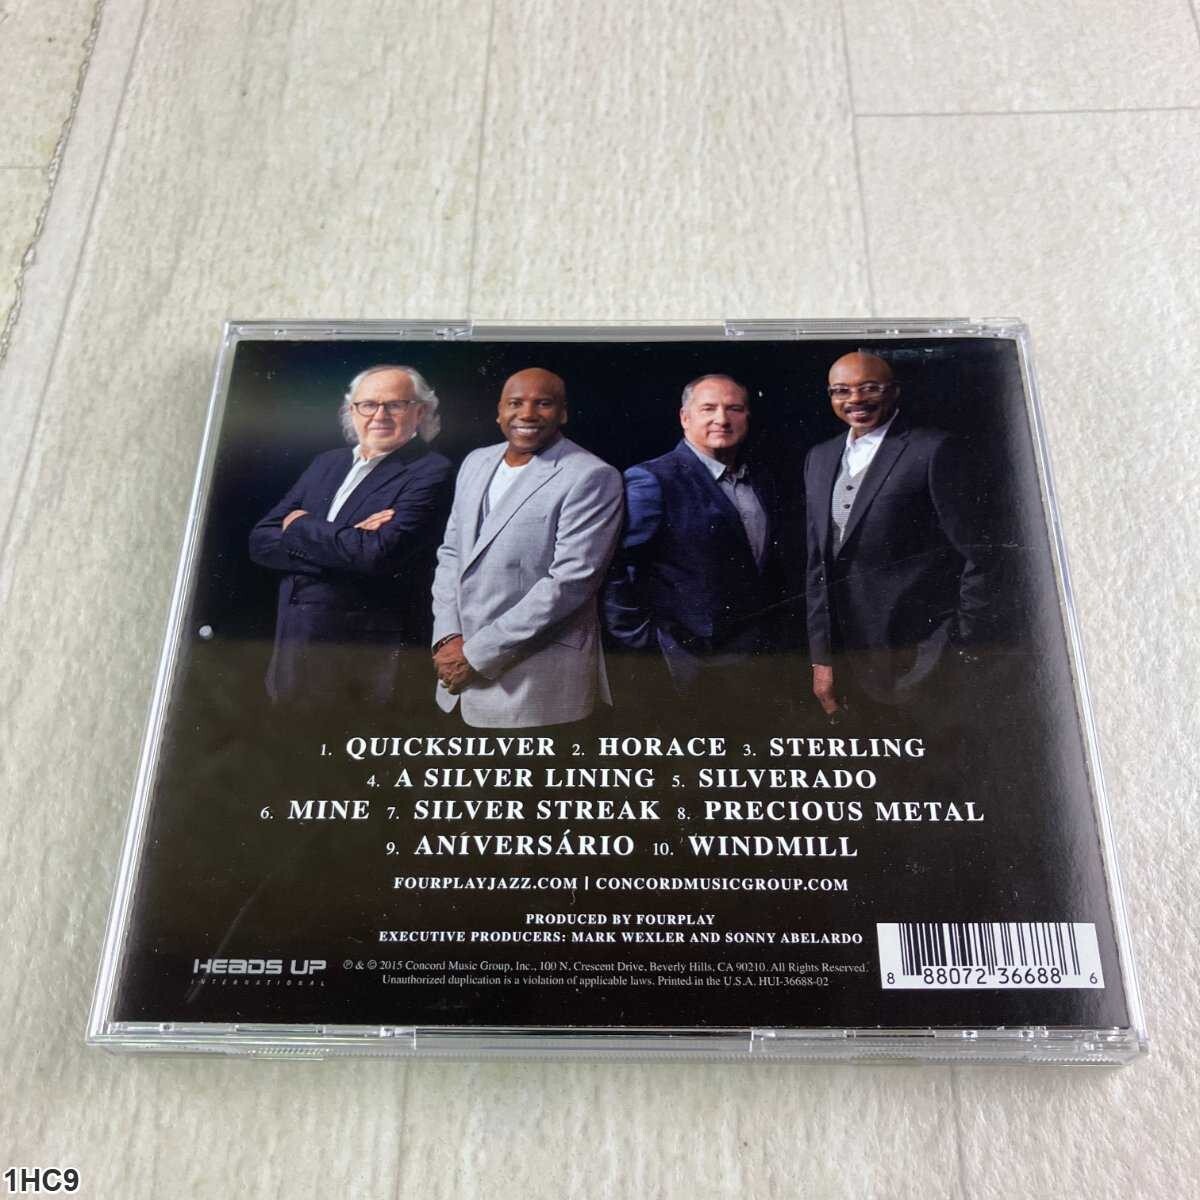 1. QUICKSILVER 2. HORACE 3. STERLING
4. A SILVER LINING 5. SILVERADO
6. MINE 7. SILVER STREAK 8. PRECIOUS METAL
9. ANIVERSÁRIO 10. WINDMILL
FOURPLAYJAZZ.COM | CONCORDMUSICGROUP.COM
PRODUCED BY FOURPLAY
EXECUTIVE PRODUCERS: MARK WEXLER AND SONNY ABELARDO
HEADS UP
INTERNATIONAL
℗ & © 2015 Concord Music Group, Inc., 100 N. Crescent Drive, Beverly Hills, CA 90210. All Rights Reserved.
Unauthorized duplication is a violation of applicable laws. Printed in the U.S.A. HUI-36688-02
8 88072 36688 6
1HC9